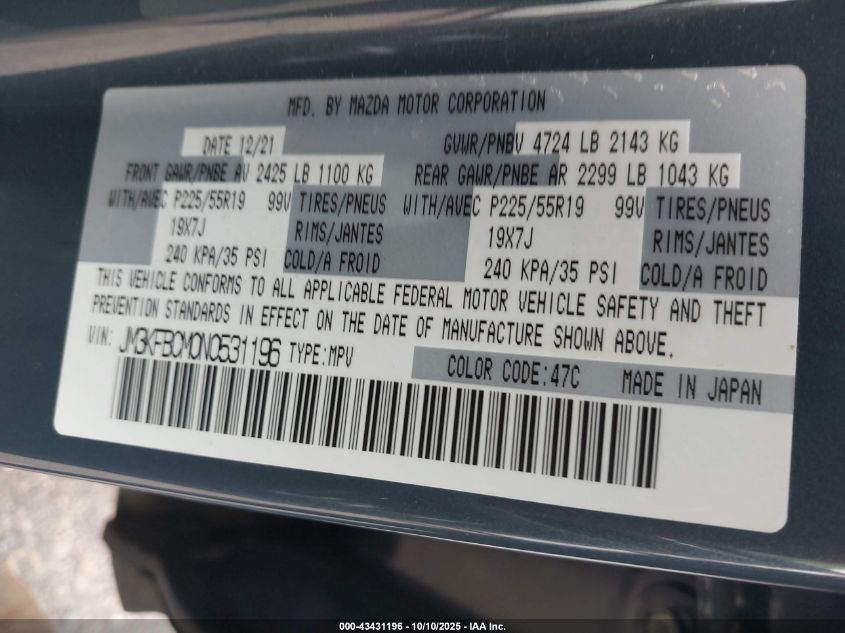 MFD. BY MAZDA MOTOR CORPORATION
DATE 12/21 GVWR/PNBV 4724 LB 2143 KG
FRONT GAWR/PNBE AV 2425 LB 1100 KG REAR GAWR/PNBE AR 2299 LB 1043 KG
WITH/AVEC P225/55R19 99V TIRES/PNEUS WITH/AVEC P225/55R19 99V TIRES/PNEUS
19X7J RIMS/JANTES 19X7J RIMS/JANTES
240 KPA/35 PSI COLD/A FROID 240 KPA/35 PSI COLD/A FROID
THIS VEHICLE CONFORMS TO ALL APPLICABLE FEDERAL MOTOR VEHICLE SAFETY AND THEFT
PREVENTION STANDARDS IN EFFECT ON THE DATE OF MANUFACTURE SHOWN ABOVE.
VIN: JM3KFBCM0N0631196 TYPE:MPV COLOR CODE:47C MADE IN JAPAN
000-43431196 - 10/10/2025 - IAA Inc.